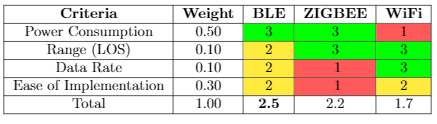 Criteria Weight BLE ZIGBEE WiFi
Power Consumption 0.50 3 3 1
Range (LOS) 0.10 2 3 3
Data Rate 0.10 2 1 3
Ease of Implementation 0.30 2 1 2
Total 1.00 2.5 2.2 1.7